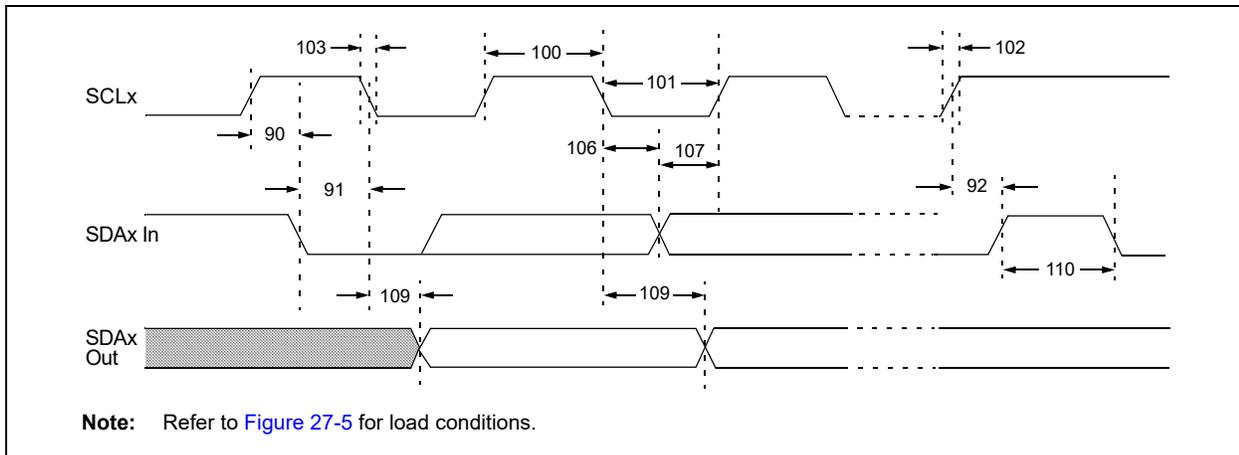 103
100
102
101
SCLx
90
106
107
91
92
SDAx In
110
109
109
SDAx
Out
Note: Refer to Figure 27-5 for load conditions.